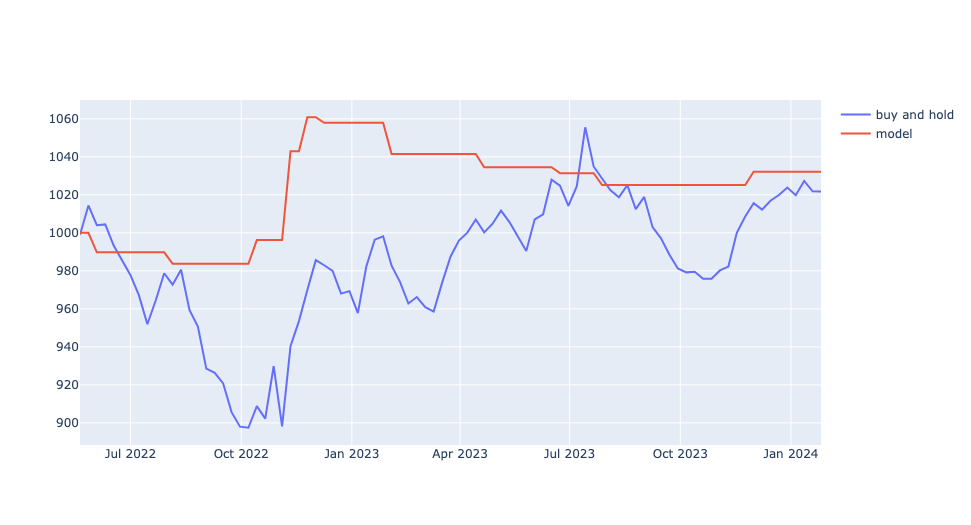 1060
1040
1020
1000
980
960
940
920
900
Jul 2022
Oct 2022
Jan 2023
Apr 2023
Jul 2023
Oct 2023
Jan 2024
buy and hold
model